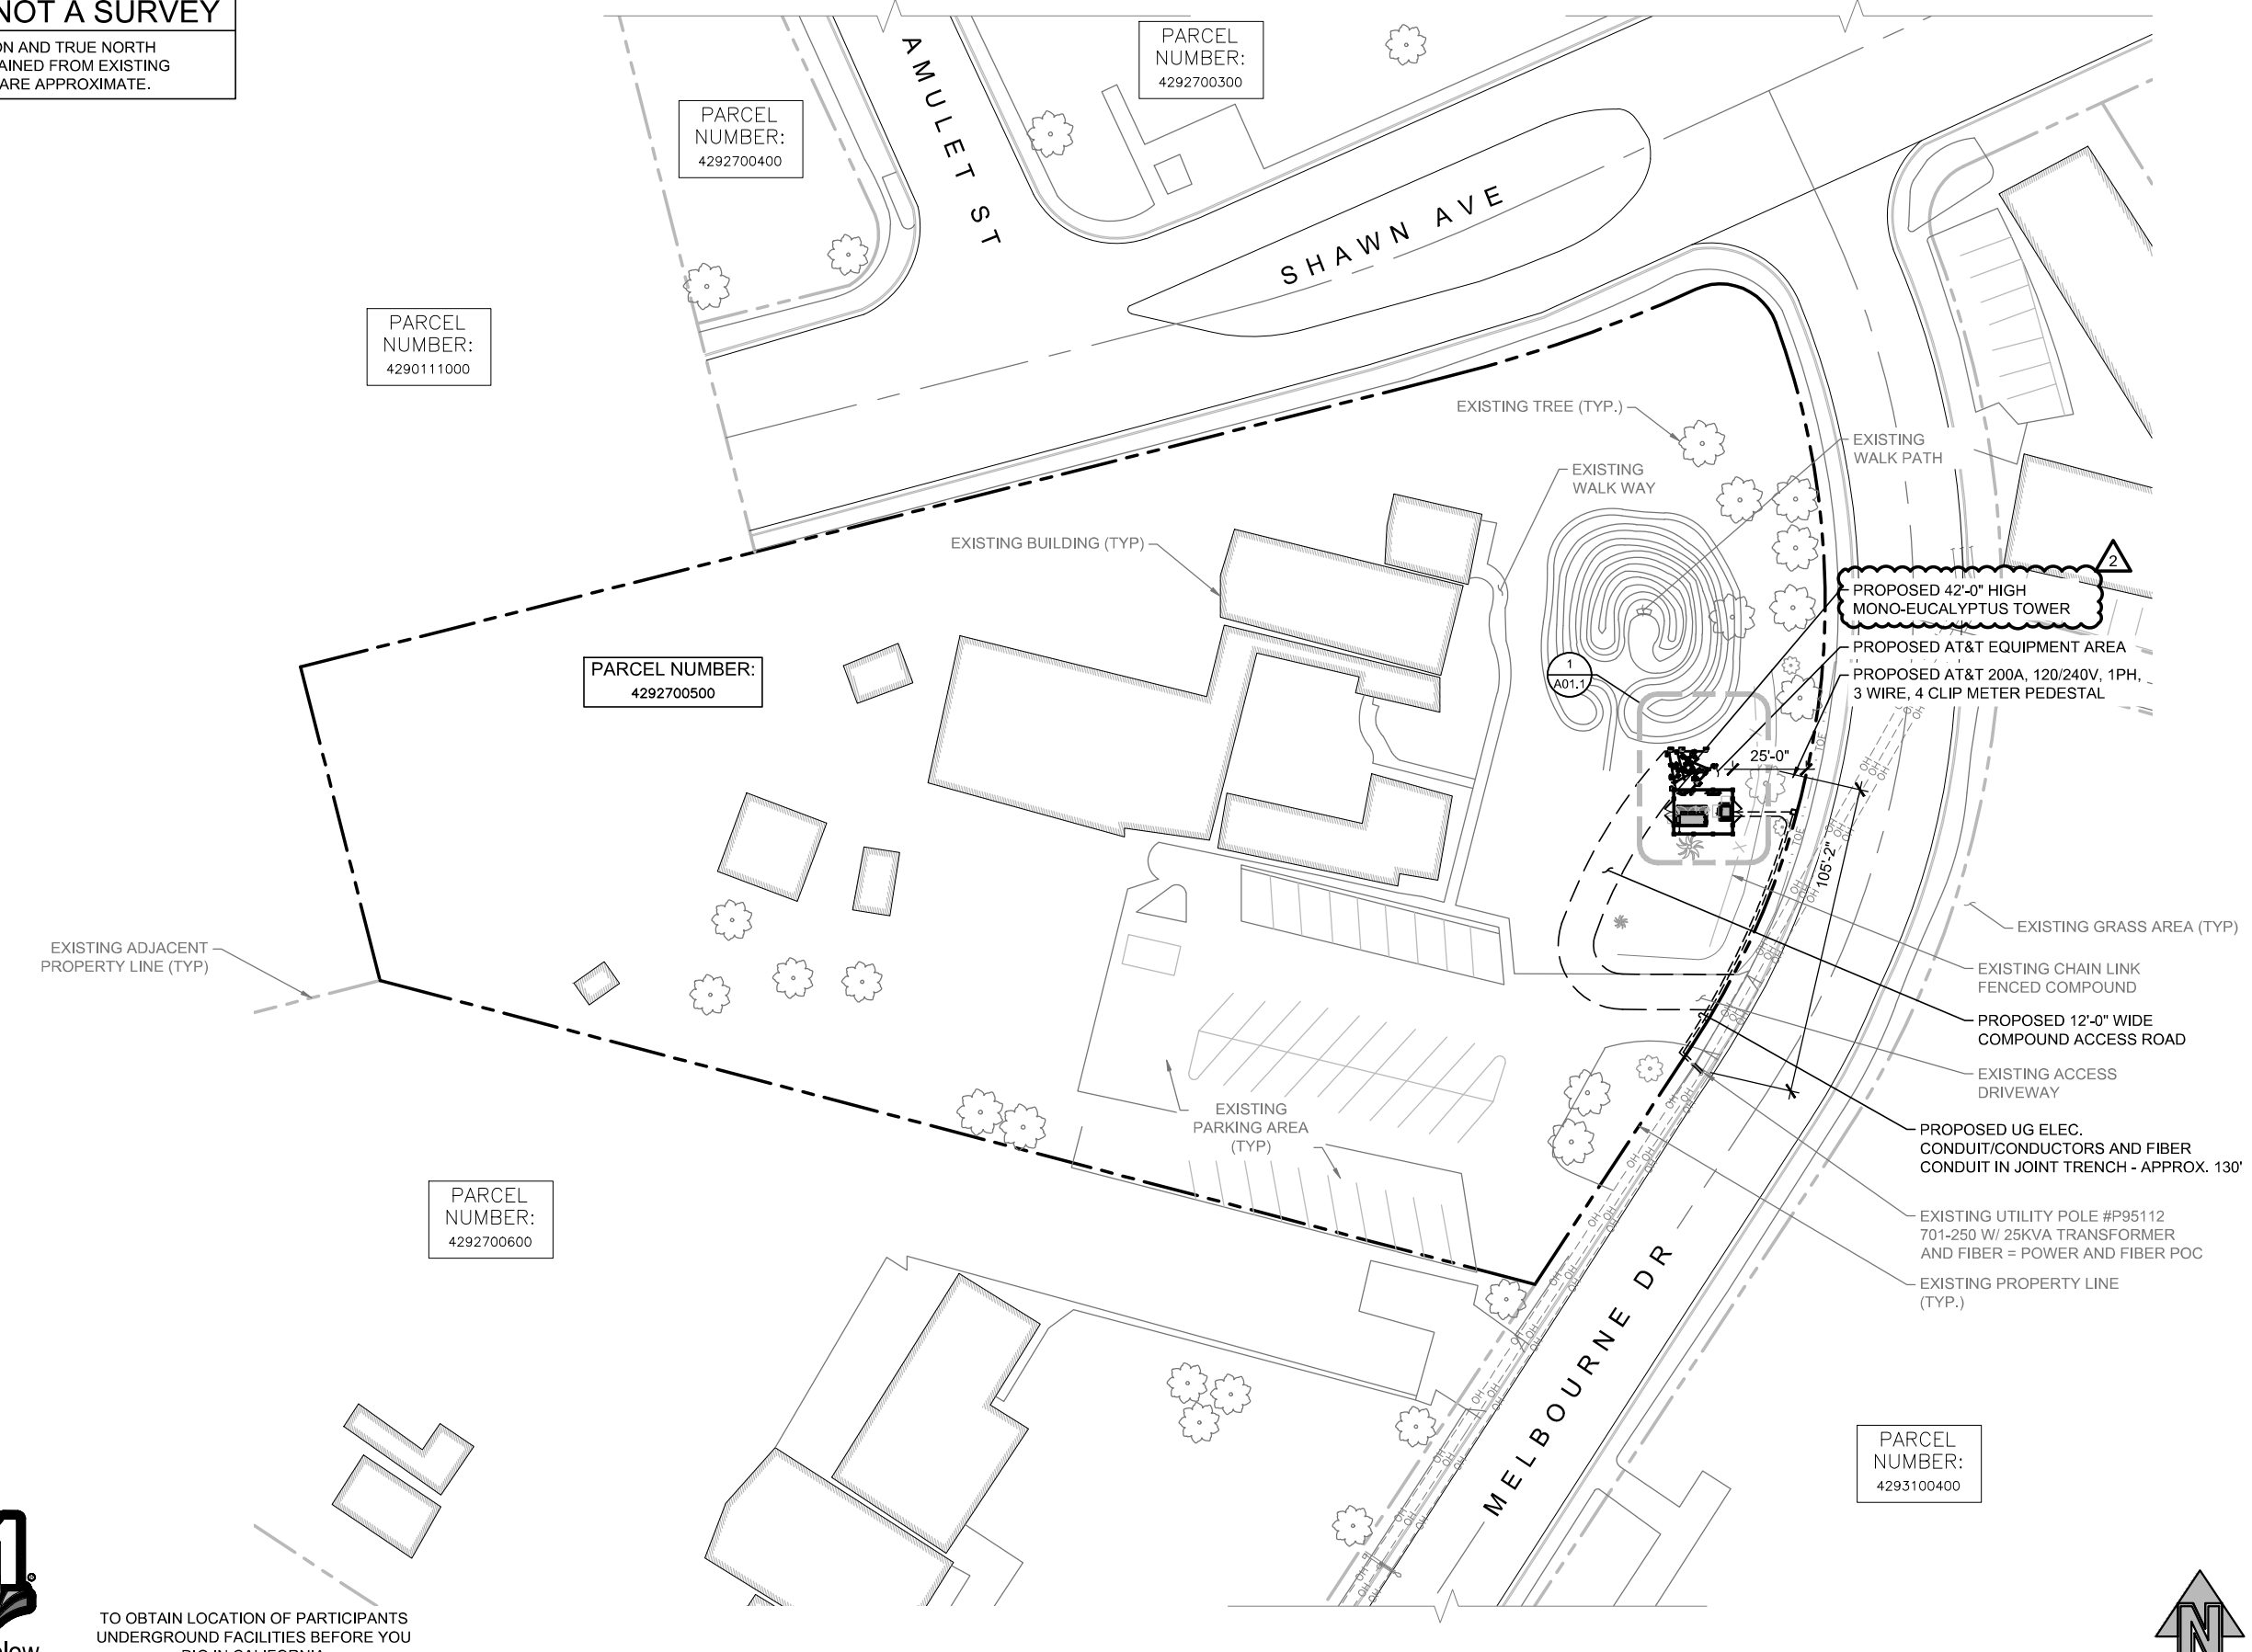 NOT A SURVEY
ON AND TRUE NORTH
AINED FROM EXISTING
ARE APPROXIMATE.
PARCEL
NUMBER:
4292700300
PARCEL
NUMBER:
4292700400
AMULET ST
SHAWN AVE
PARCEL
NUMBER:
4290111000
EXISTING TREE (TYP.)
EXISTING
WALK PATH
EXISTING
WALK WAY
EXISTING BUILDING (TYP)
2
PROPOSED 42'-0" HIGH
MONO-EUCALYPTUS TOWER
PROPOSED AT&T EQUIPMENT AREA
PROPOSED AT&T 200A, 120/240V, 1PH,
3 WIRE, 4 CLIP METER PEDESTAL
PARCEL NUMBER:
4292700500
1
A01.1
25'-0"
TOE
TOE
105'-2"
OH
EXISTING GRASS AREA (TYP)
EXISTING ADJACENT
PROPERTY LINE (TYP)
EXISTING CHAIN LINK
FENCED COMPOUND
PROPOSED 12'-0" WIDE
COMPOUND ACCESS ROAD
EXISTING ACCESS
DRIVEWAY
EXISTING
PARKING AREA
(TYP)
PROPOSED UG ELEC.
CONDUIT/CONDUCTORS AND FIBER
CONDUIT IN JOINT TRENCH - APPROX. 130'
EXISTING UTILITY POLE #P95112
701-250 W/ 25KVA TRANSFORMER
AND FIBER = POWER AND FIBER POC
EXISTING PROPERTY LINE
(TYP.)
PARCEL
NUMBER:
4292700600
MELBOURNE DR
PARCEL
NUMBER:
4293100400
TO OBTAIN LOCATION OF PARTICIPANTS
UNDERGROUND FACILITIES BEFORE YOU
DIG IN CALIFORNIA
N